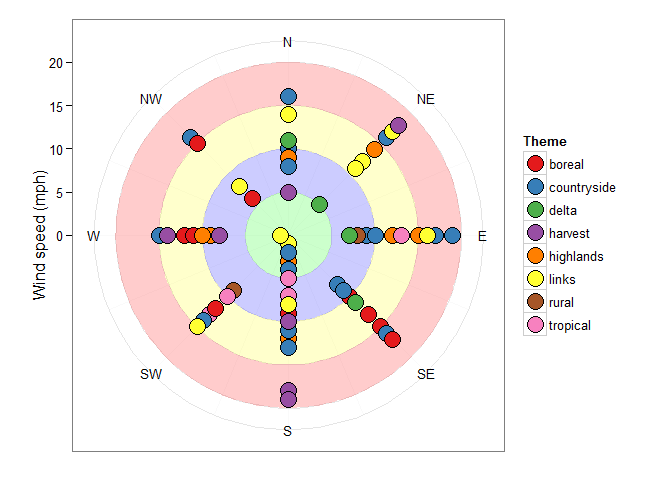 N
NW
NE
20
15
10
5
0
Wind speed (mph)
W
E
SW
SE
S
Theme
boreal
countryside
delta
harvest
highlands
links
rural
tropical